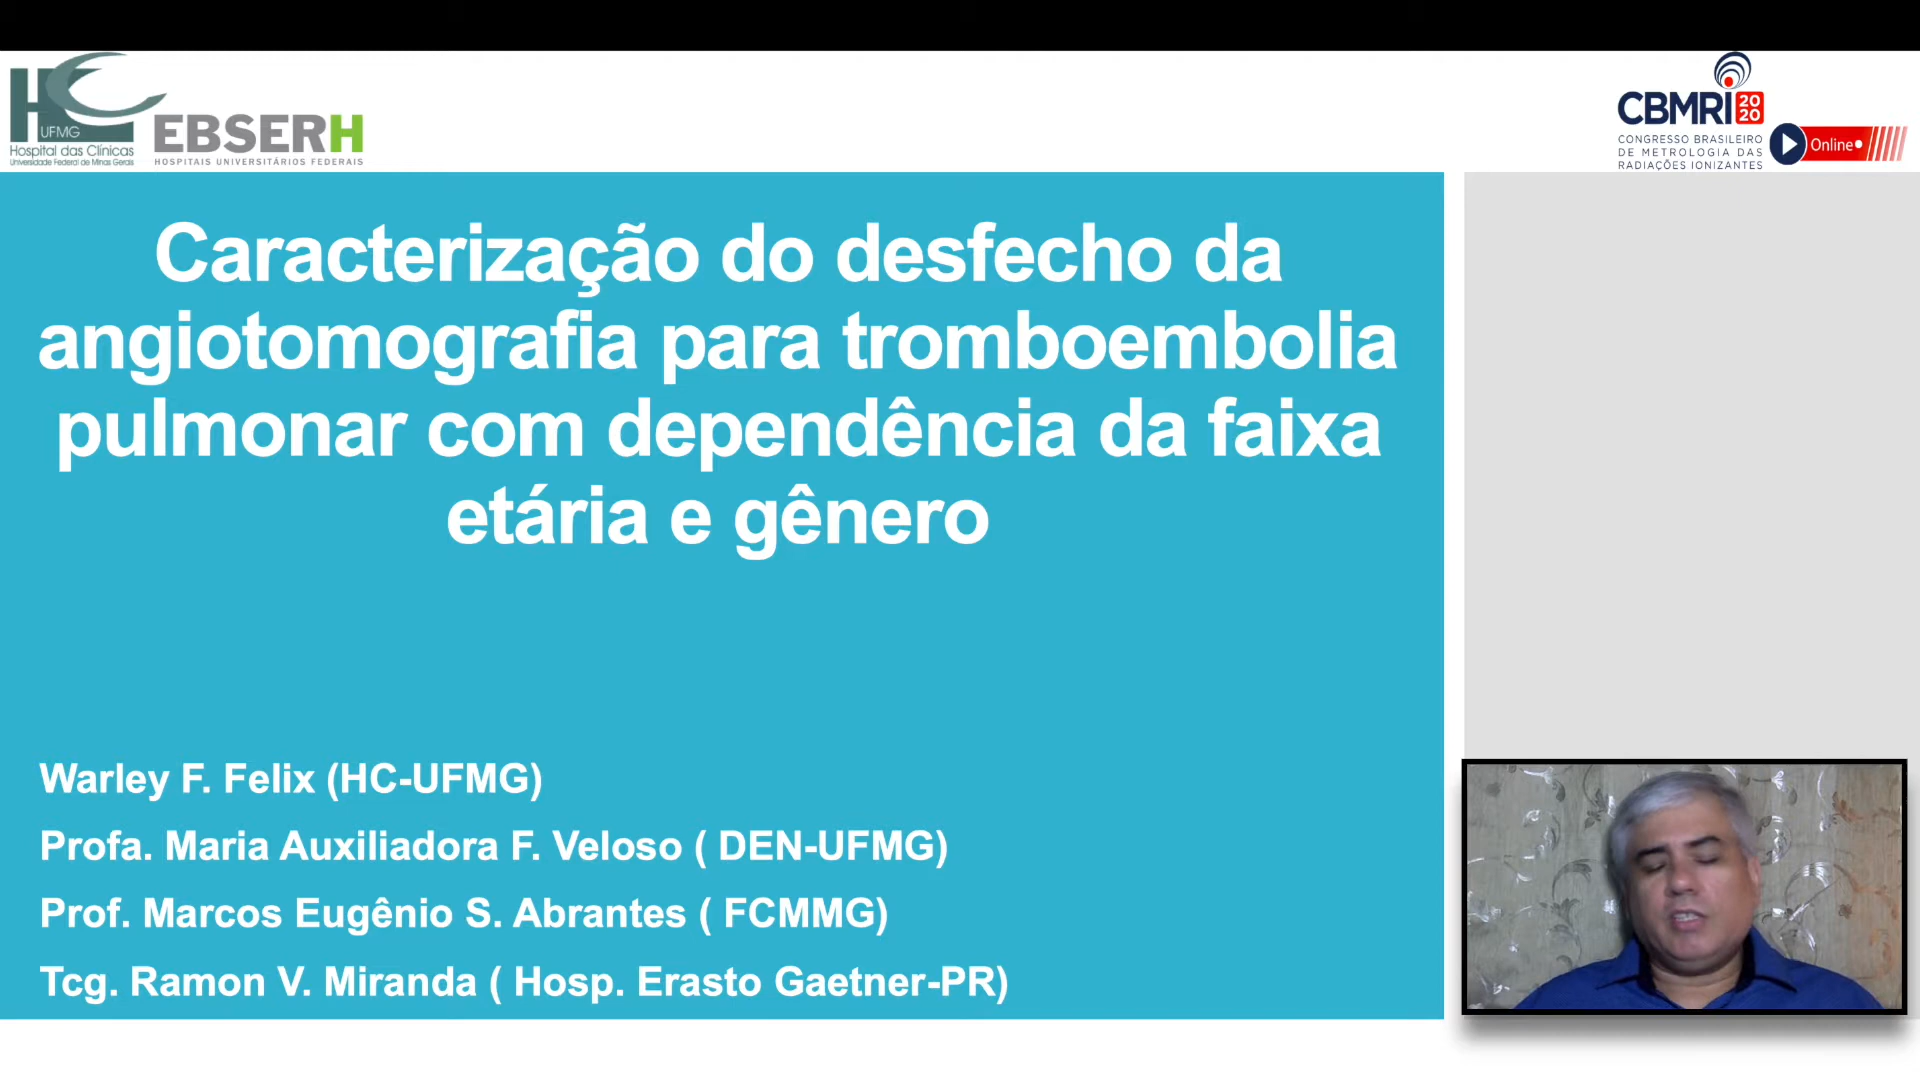 UFMG
Hospital das Clínicas
Universidade Federal de Minas Gerais
EBSERH
HOSPITAIS UNIVERSITÁRIOS FEDERAIS
CBMRI 20
20
CONGRESSO BRASILEIRO
DE METROLOGIA DAS
RADIAÇÕES IONIZANTES
Online
Caracterização do desfecho da
angiotomografia para tromboembolia
pulmonar com dependência da faixa
etária e gênero
Warley F. Felix (HC-UFMG)
Profa. Maria Auxiliadora F. Veloso ( DEN-UFMG)
Prof. Marcos Eugênio S. Abrantes ( FCMMG)
Tcg. Ramon V. Miranda ( Hosp. Erasto Gaetner-PR)